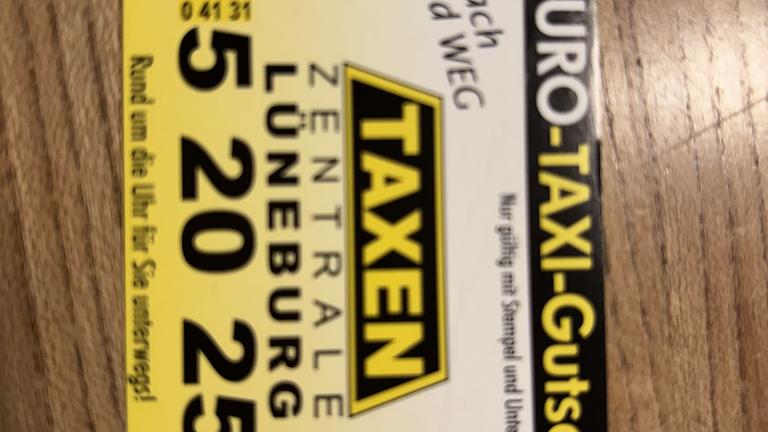 URO-TAXI-Gutsc
Nur gültig mit Stempel und Unte
ach
d WEG
TAXEN
ZENTRALE
LÜNEBURG
0 41 31
5 20 25
Rund um die Uhr für Sie unterwegs!